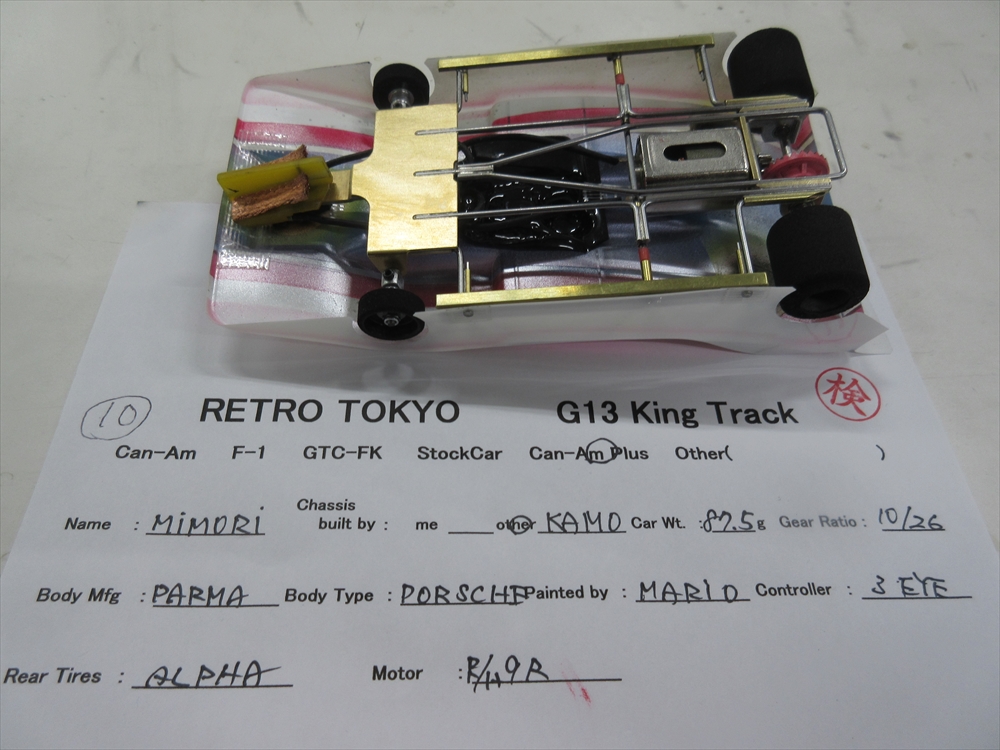 10 RETRO TOKYO G13 King Track 検
Can-Am F-1 GTC-FK StockCar Can-Am Plus Other( )
Name : MIMORI Chassis built by : me ___ other KAMO Car Wt. : 87.5 g Gear Ratio : 10/26
Body Mfg : PARMA Body Type : PORSCHE Painted by : MARIO Controller : 3 EYE
Rear Tires : ALPHA Motor :